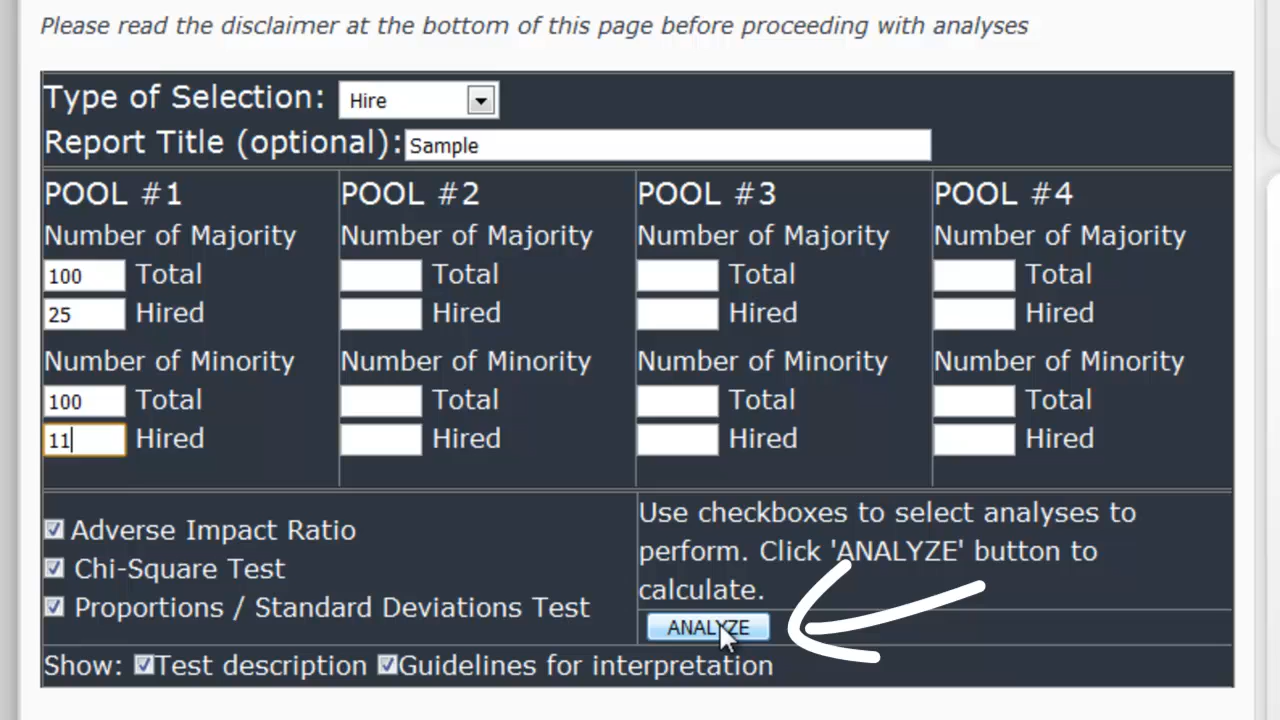 Please read the disclaimer at the bottom of this page before proceeding with analyses
Type of Selection: Hire
Report Title (optional): Sample
POOL #1 POOL #2 POOL #3 POOL #4
Number of Majority Number of Majority Number of Majority Number of Majority
100 Total Total Total Total
25 Hired Hired Hired Hired
Number of Minority Number of Minority Number of Minority Number of Minority
100 Total Total Total Total
11 Hired Hired Hired Hired
Adverse Impact Ratio
Chi-Square Test
Proportions / Standard Deviations Test
Use checkboxes to select analyses to
perform. Click 'ANALYZE' button to
calculate.
ANALYZE
Show: Test description Guidelines for interpretation